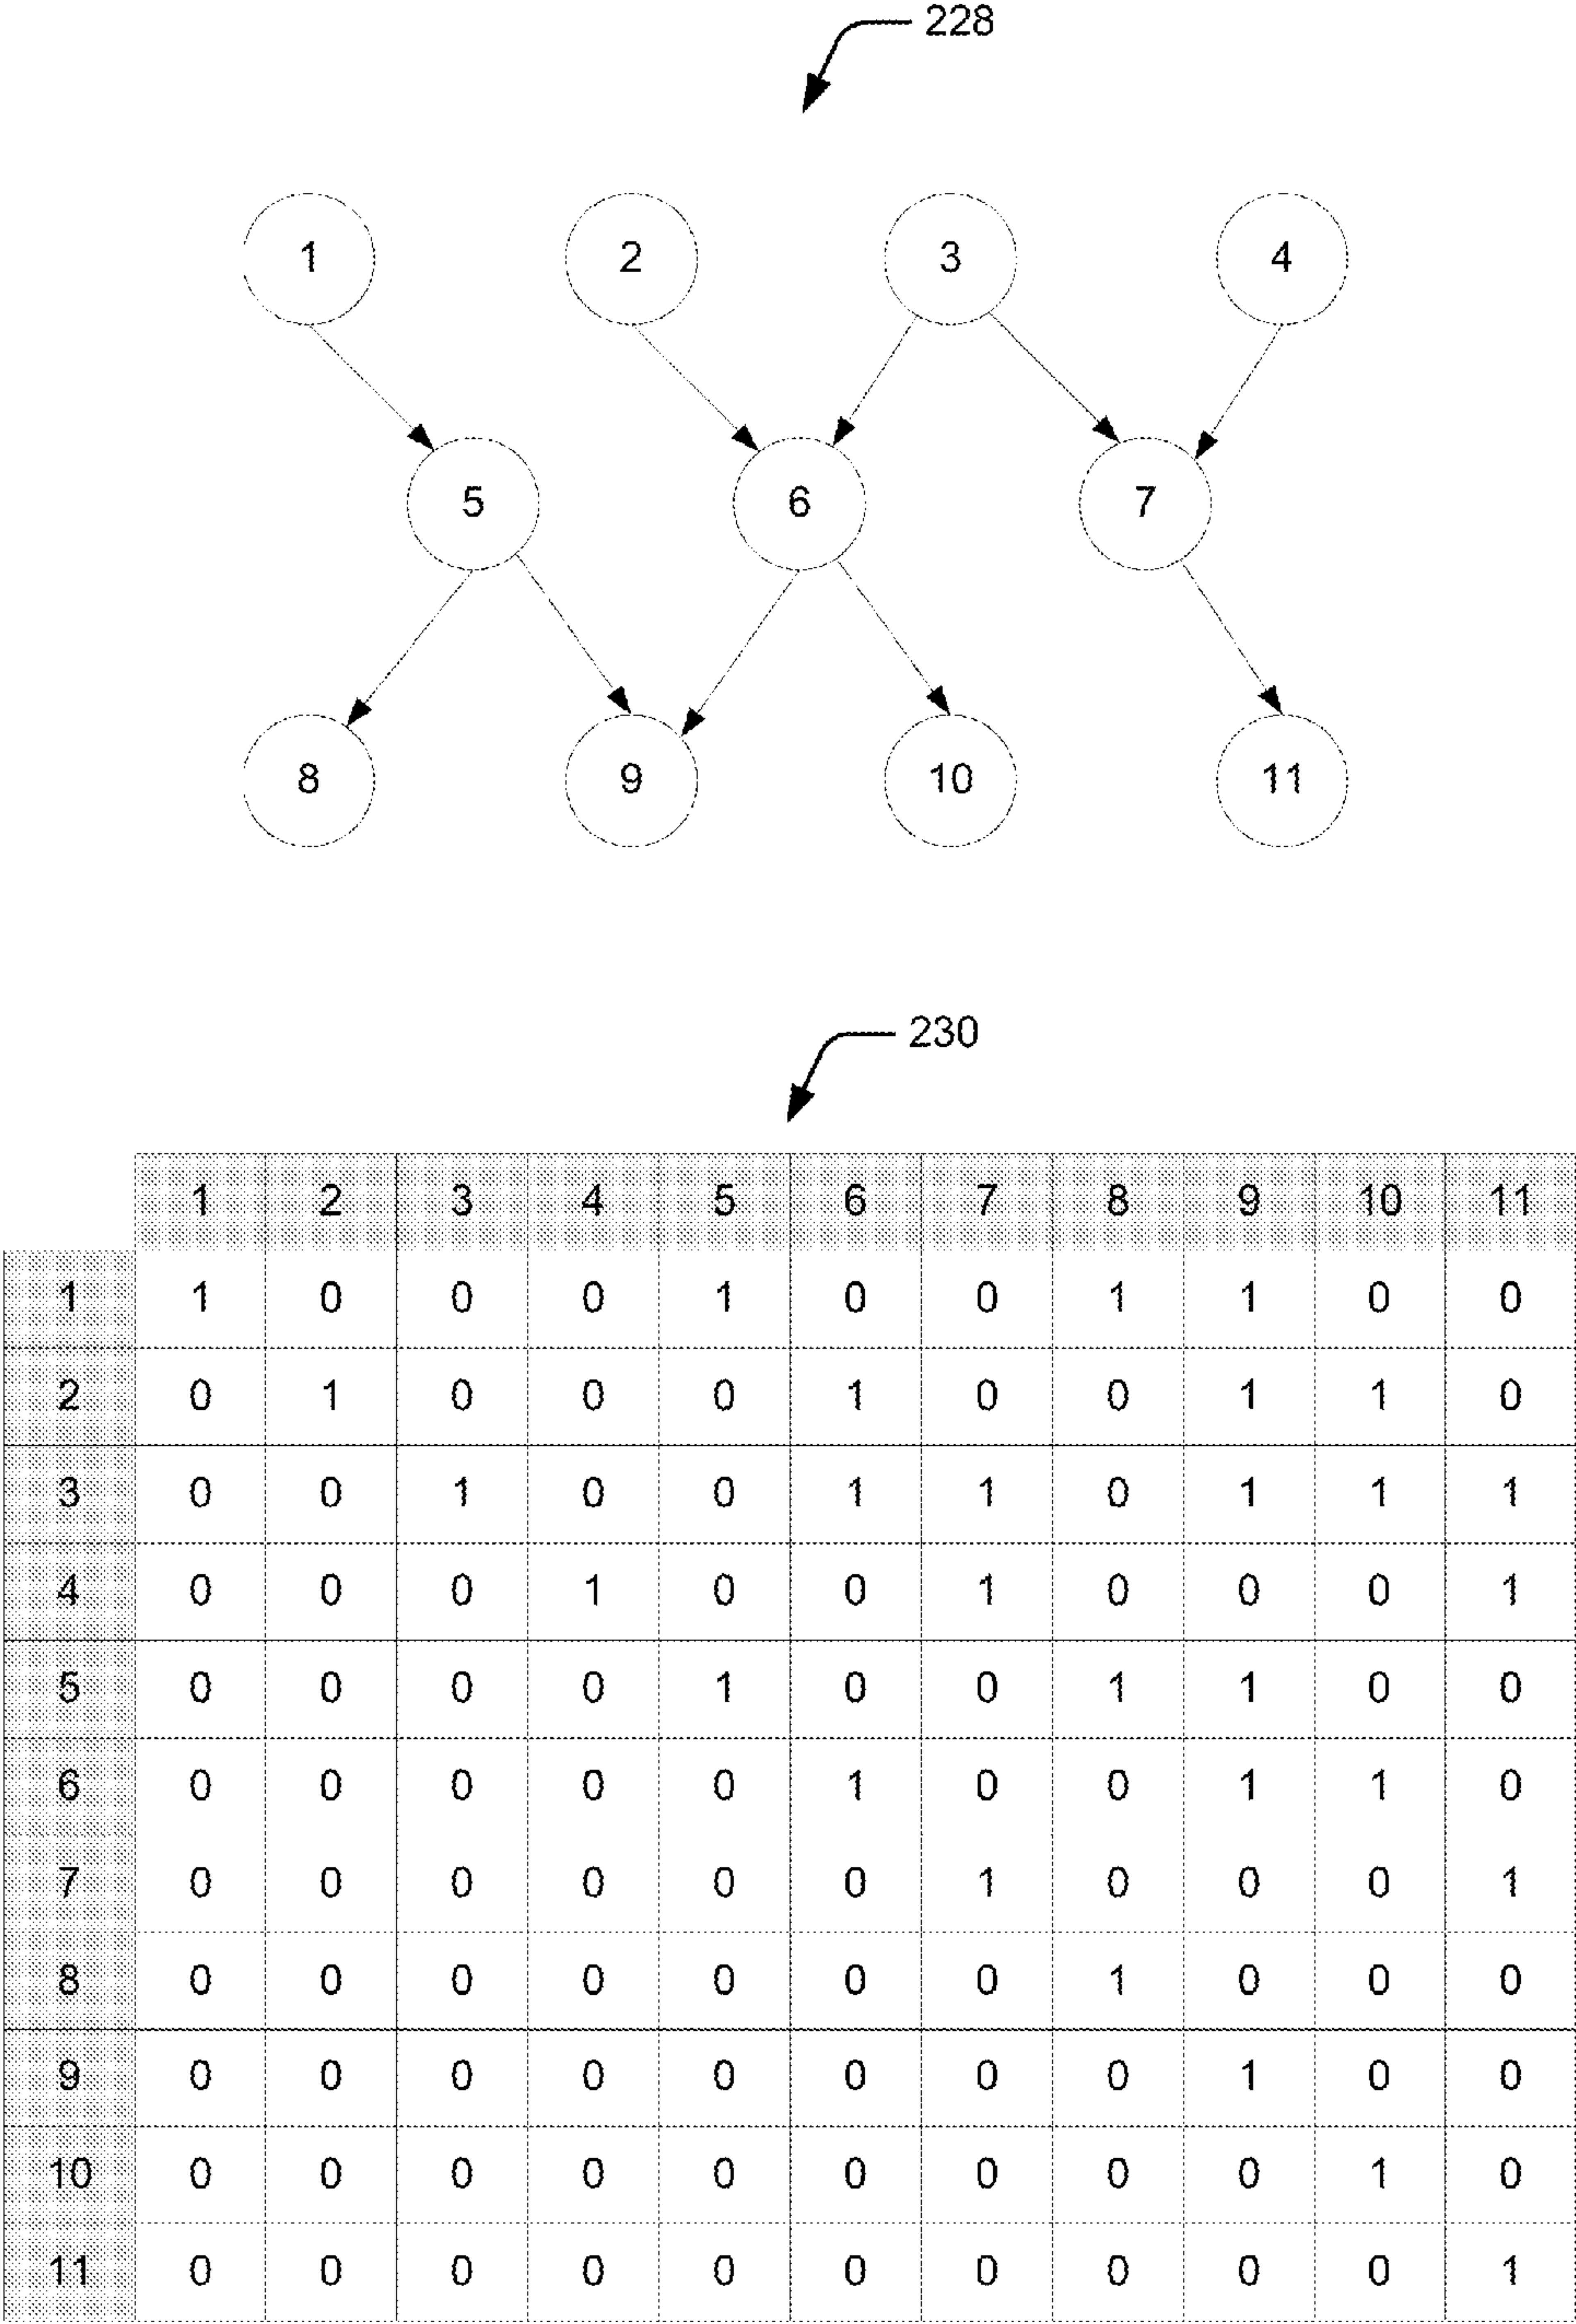 228
1 2 3 4
5 6 7
8 9 10 11
230
1 2 3 4 5 6 7 8 9 10 11
1 1 0 0 0 1 0 0 1 1 0 0
2 0 1 0 0 0 1 0 0 1 1 0
3 0 0 1 0 0 1 1 0 1 1 1
4 0 0 0 1 0 0 1 0 0 0 1
5 0 0 0 0 1 0 0 1 1 0 0
6 0 0 0 0 0 1 0 0 1 1 0
7 0 0 0 0 0 0 1 0 0 0 1
8 0 0 0 0 0 0 0 1 0 0 0
9 0 0 0 0 0 0 0 0 1 0 0
10 0 0 0 0 0 0 0 0 0 1 0
11 0 0 0 0 0 0 0 0 0 0 1